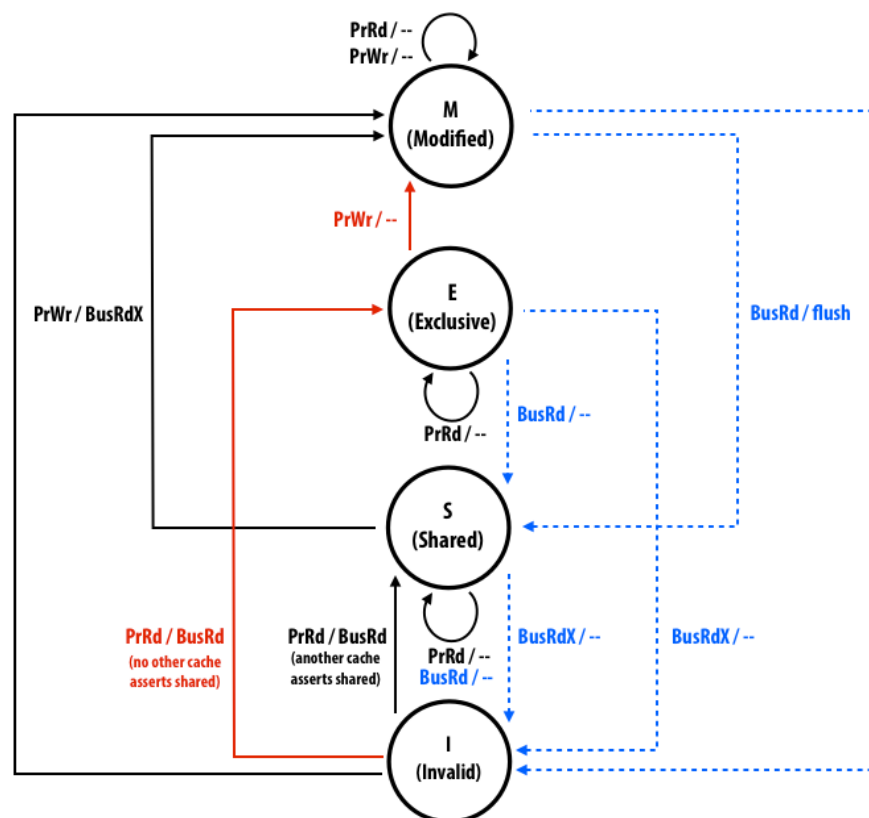 PrRd / --
PrWr / --
M
(Modified)
PrWr / --
E
(Exclusive)
PrWr / BusRdX
BusRd / flush
PrRd / --
BusRd / --
S
(Shared)
PrRd / BusRd
(no other cache
asserts shared)
PrRd / BusRd
(another cache
asserts shared)
PrRd / --
BusRd / --
BusRdX / --
BusRdX / --
I
(Invalid)